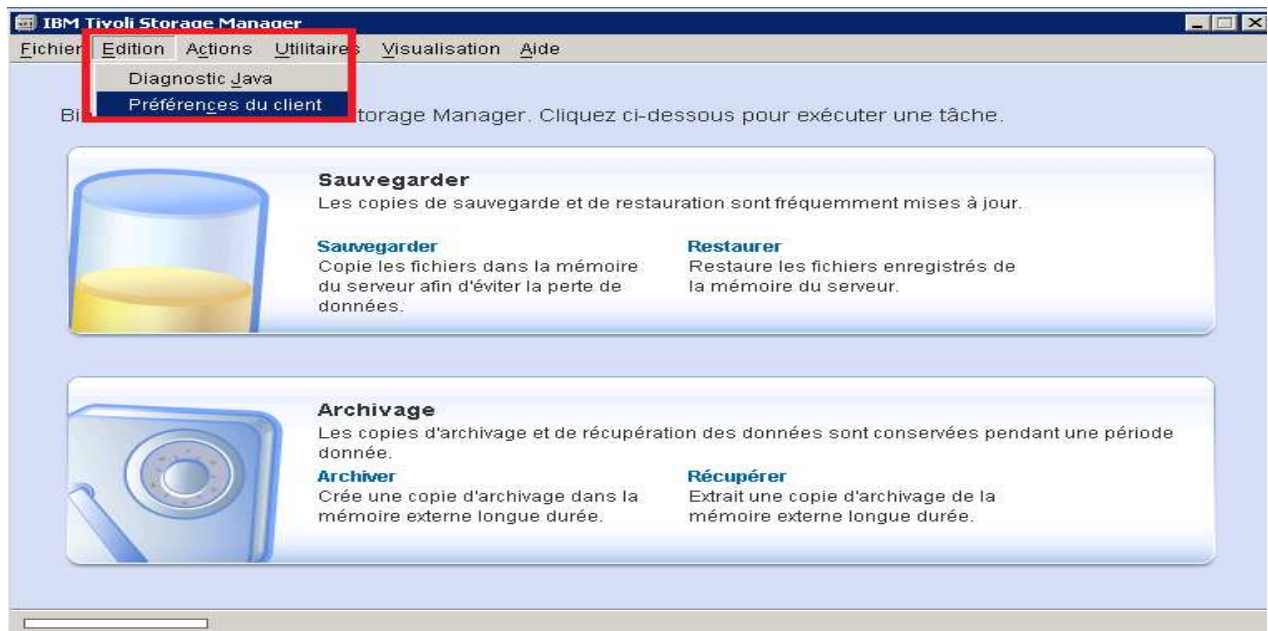 IBM Tivoli Storage Manager
Fichier Edition Actions Utilitaires Visualisation Aide
Diagnostic Java
Préférences du client
Bi torage Manager. Cliquez ci-dessous pour exécuter une tâche.
Sauvegarder
Les copies de sauvegarde et de restauration sont fréquemment mises à jour.
Sauvegarder
Copie les fichiers dans la mémoire
du serveur afin d'éviter la perte de
données.
Restaurer
Restaure les fichiers enregistrés de
la mémoire du serveur.
Archivage
Les copies d'archivage et de récupération des données sont conservées pendant une période
donnée.
Archiver
Crée une copie d'archivage dans la
mémoire externe longue durée.
Récupérer
Extrait une copie d'archivage de la
mémoire externe longue durée.